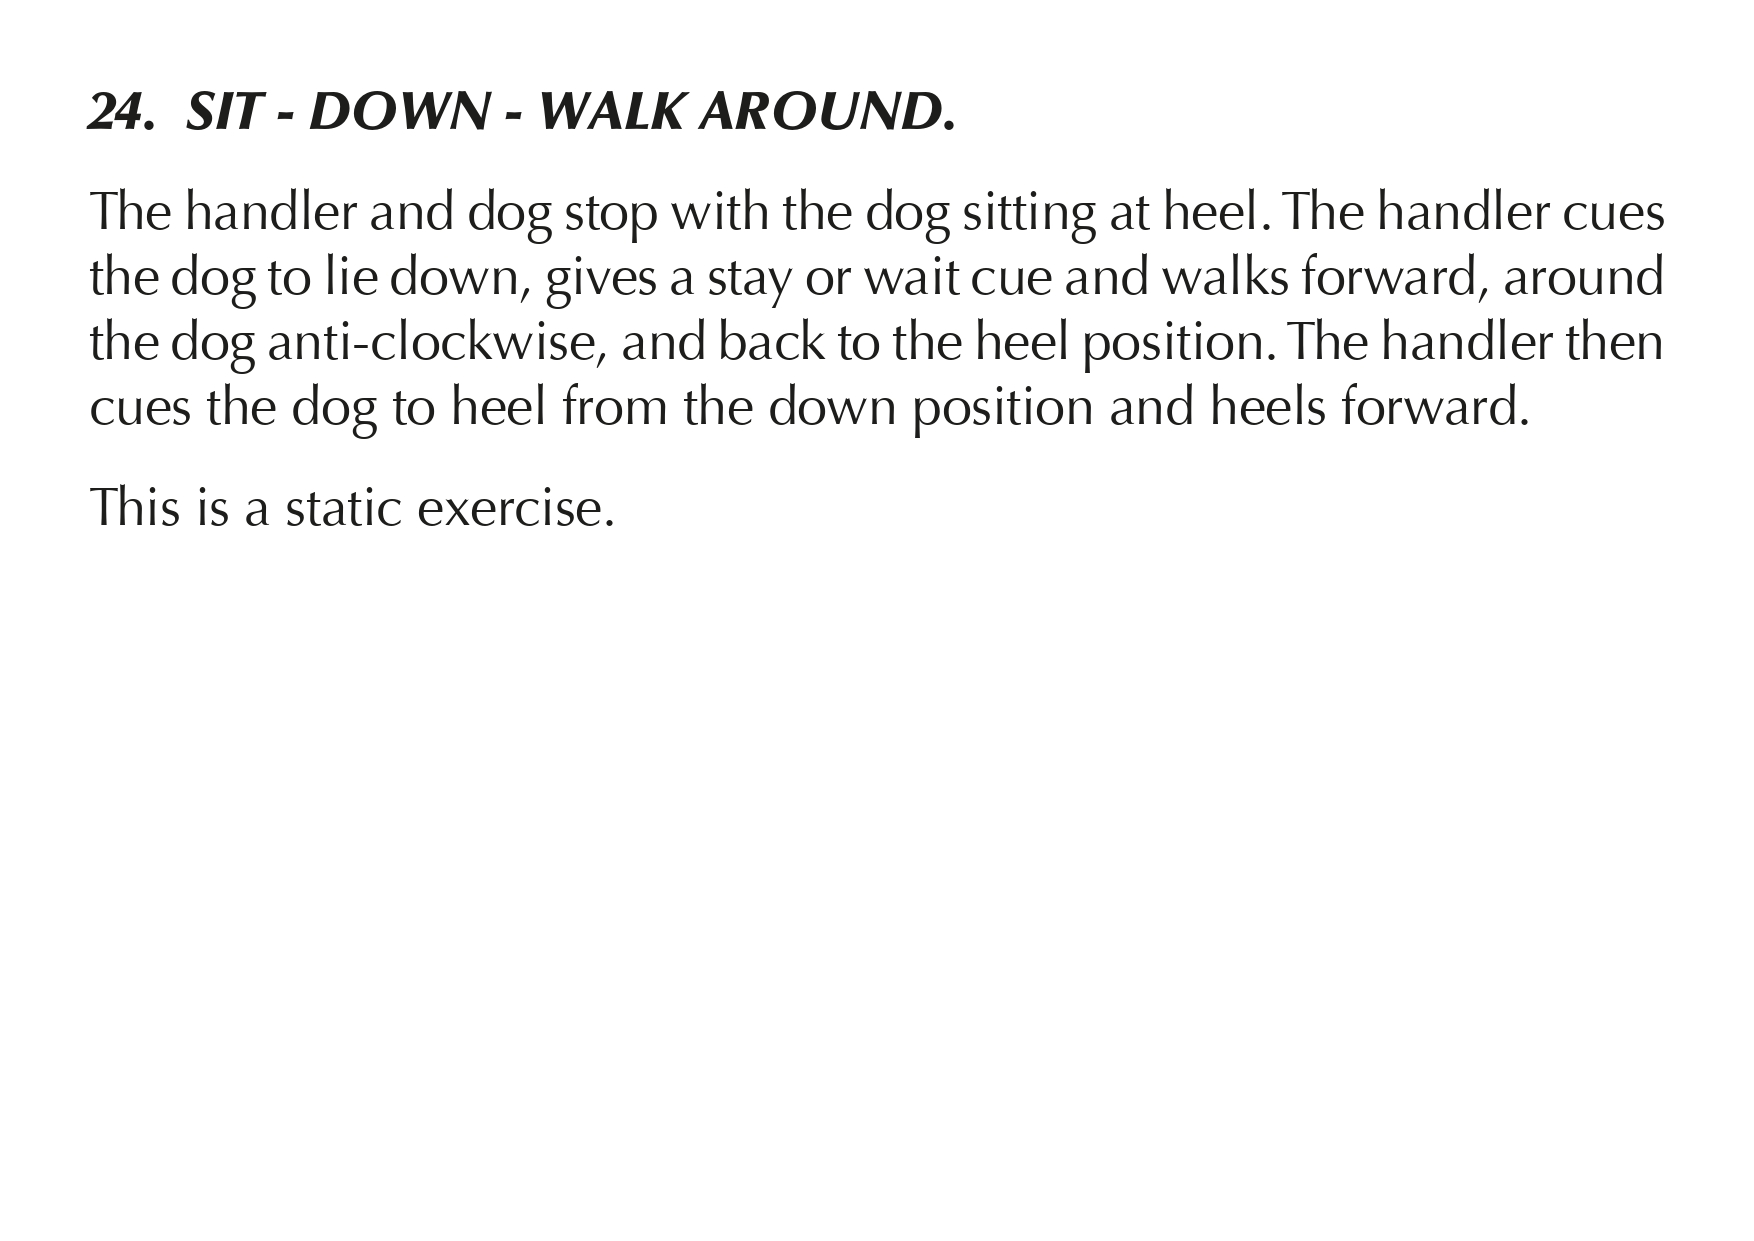 24. SIT - DOWN - WALK AROUND.
The handler and dog stop with the dog sitting at heel. The handler cues
the dog to lie down, gives a stay or wait cue and walks forward, around
the dog anti-clockwise, and back to the heel position. The handler then
cues the dog to heel from the down position and heels forward.
This is a static exercise.